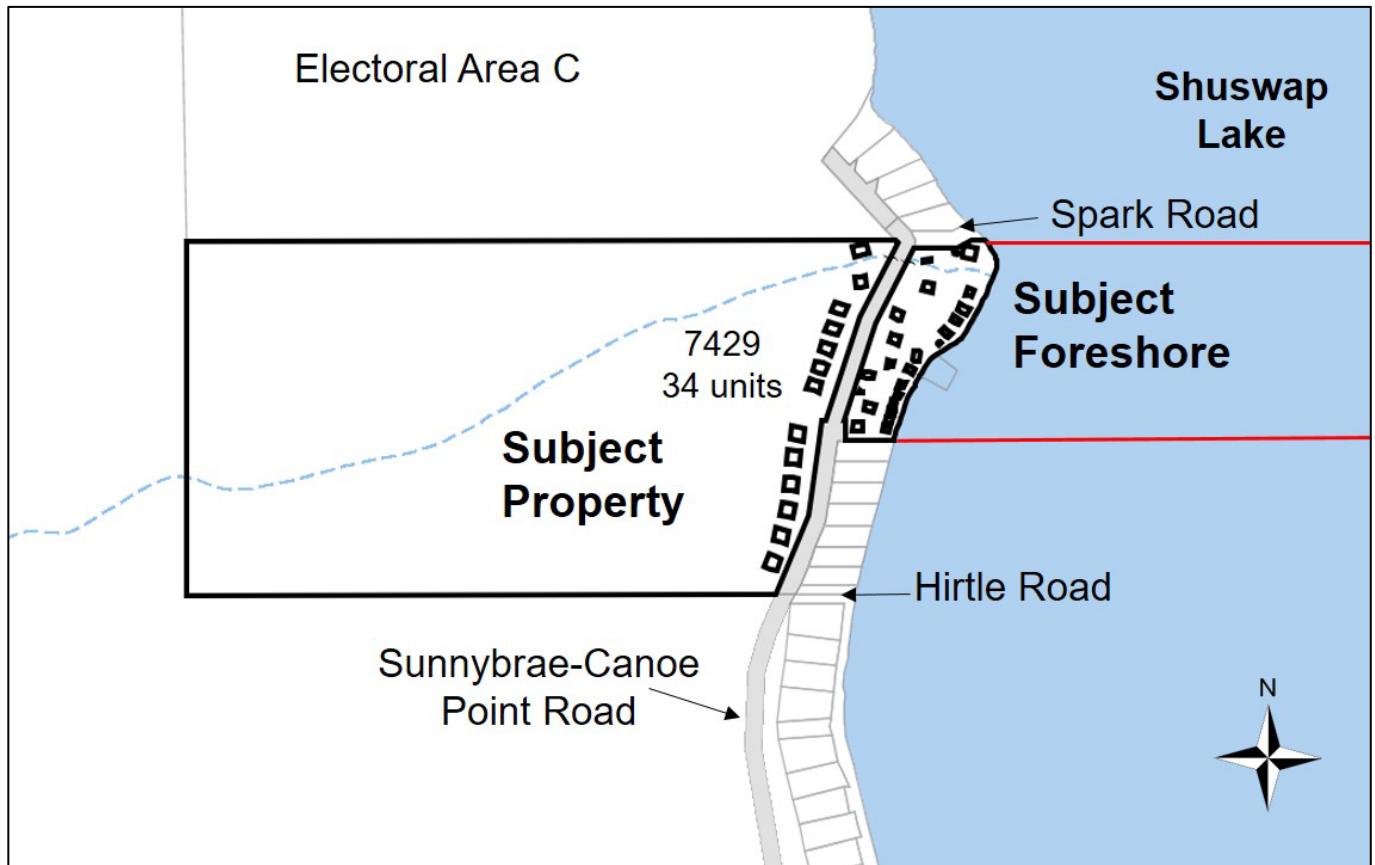 Electoral Area C
Shuswap
Lake
Spark Road
Subject
Foreshore
7429
34 units
Subject
Property
Hirtle Road
Sunnybrae-Canoe
Point Road
N